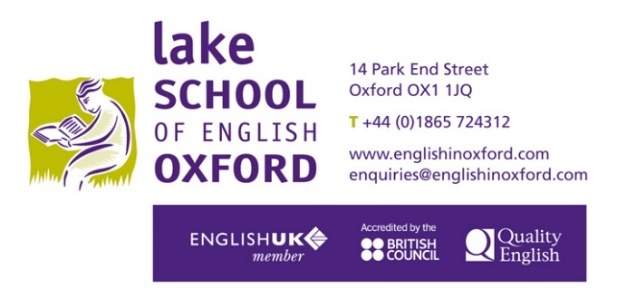 lake
SCHOOL
OF ENGLISH
OXFORD
14 Park End Street
Oxford OX1 1JQ
T +44 (0)1865 724312
www.englishinoxford.com
enquiries@englishinoxford.com
ENGLISHUK
member
Accredited by the
BRITISH
COUNCIL
Quality
English